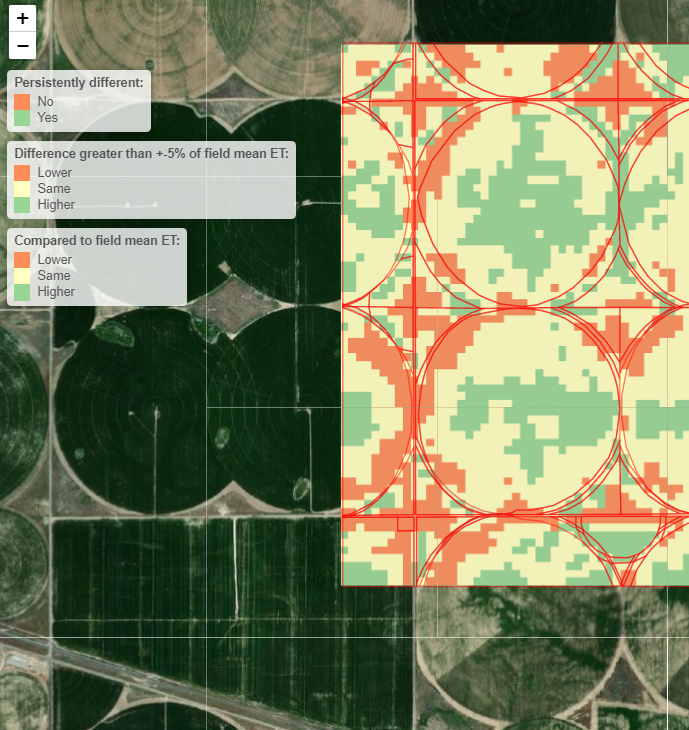 +
−
Persistently different:
No
Yes
Difference greater than +-5% of field mean ET:
Lower
Same
Higher
Compared to field mean ET:
Lower
Same
Higher